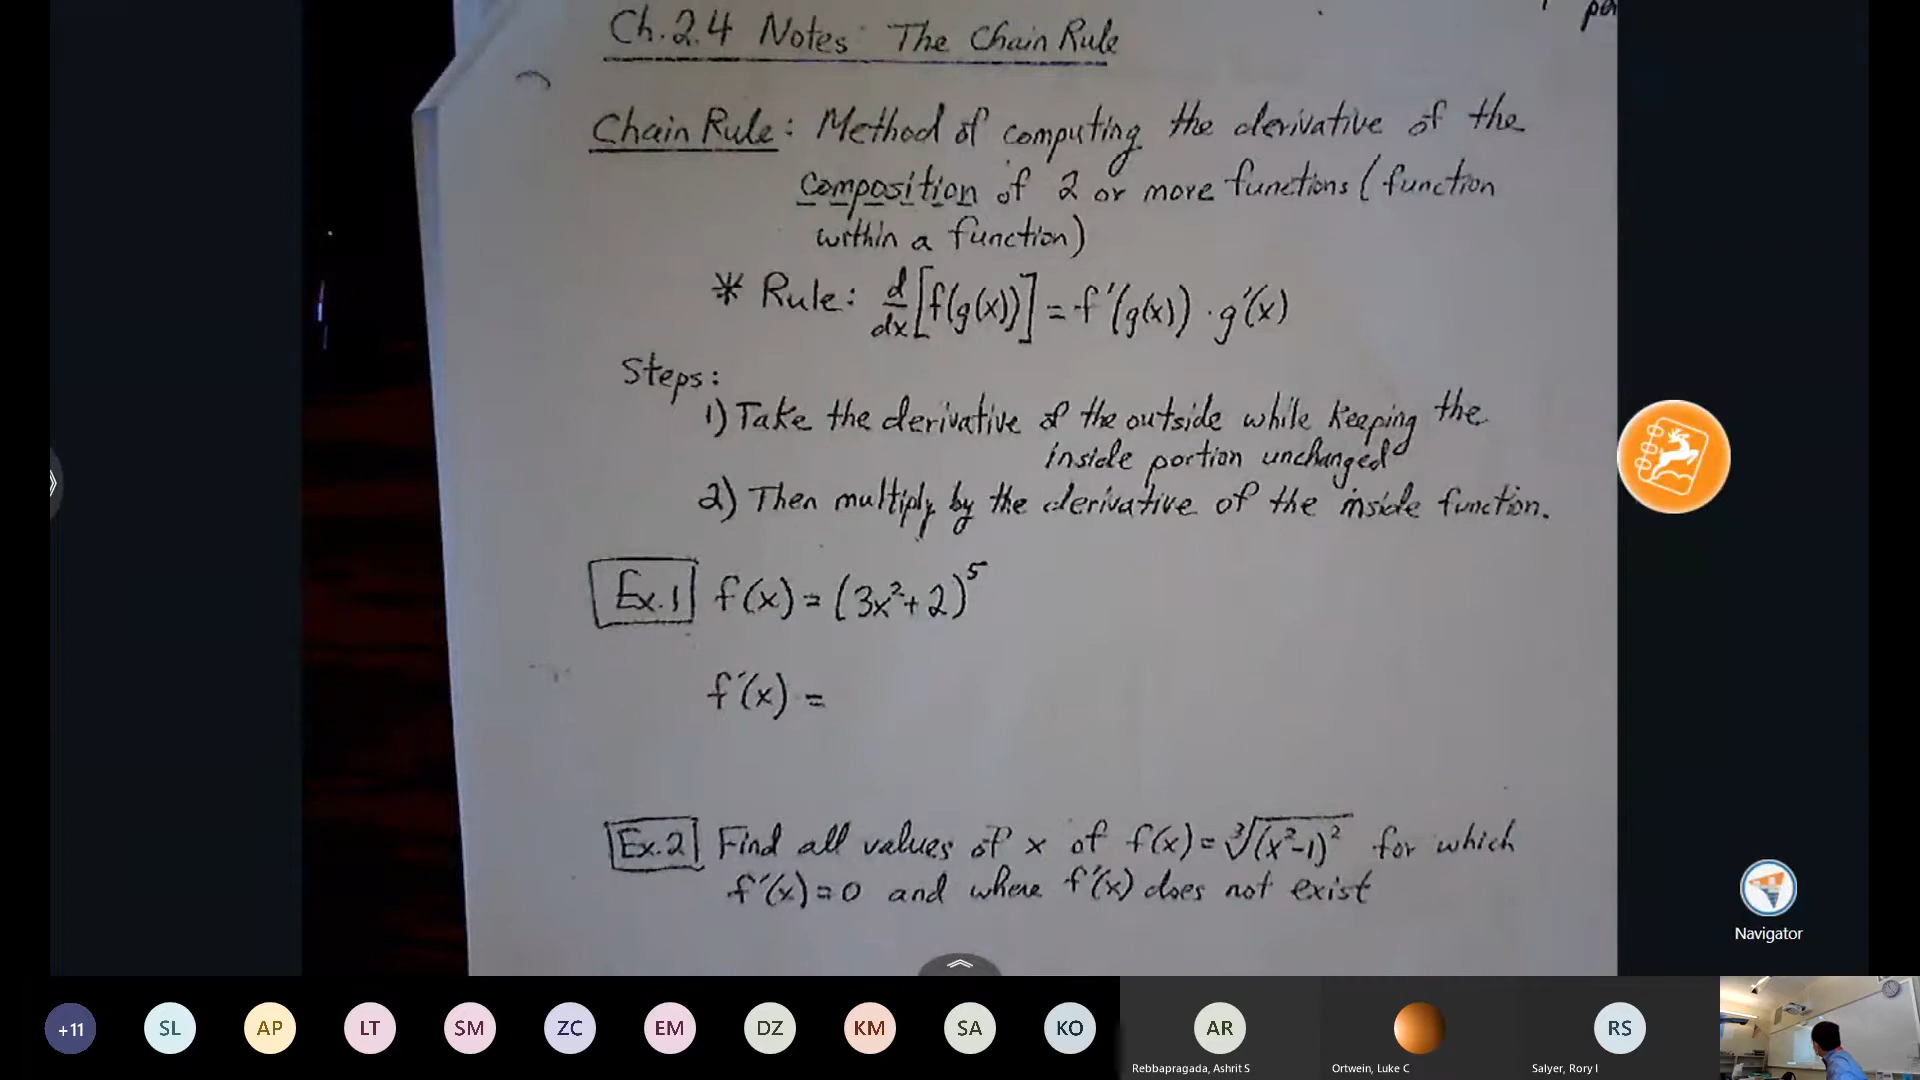 per
Ch.2.4 Notes: The Chain Rule
Chain Rule: Method of computing the derivative of the
composition of 2 or more functions (function
within a function)
* Rule: d/dx [f(g(x))] = f'(g(x)) · g'(x)
Steps:
1) Take the derivative of the outside while keeping the
inside portion unchanged
2) Then multiply by the derivative of the inside function.
Ex.1 f(x) = (3x²+2)⁵
f'(x) =
Ex.2 Find all values of x of f(x) = ∛(x²-1)² for which
f'(x) = 0 and where f'(x) does not exist
Navigator
+11 SL AP LT SM ZC EM DZ KM SA KO AR RS
Rebbapragada, Ashrit S Ortwein, Luke C Salyer, Rory I